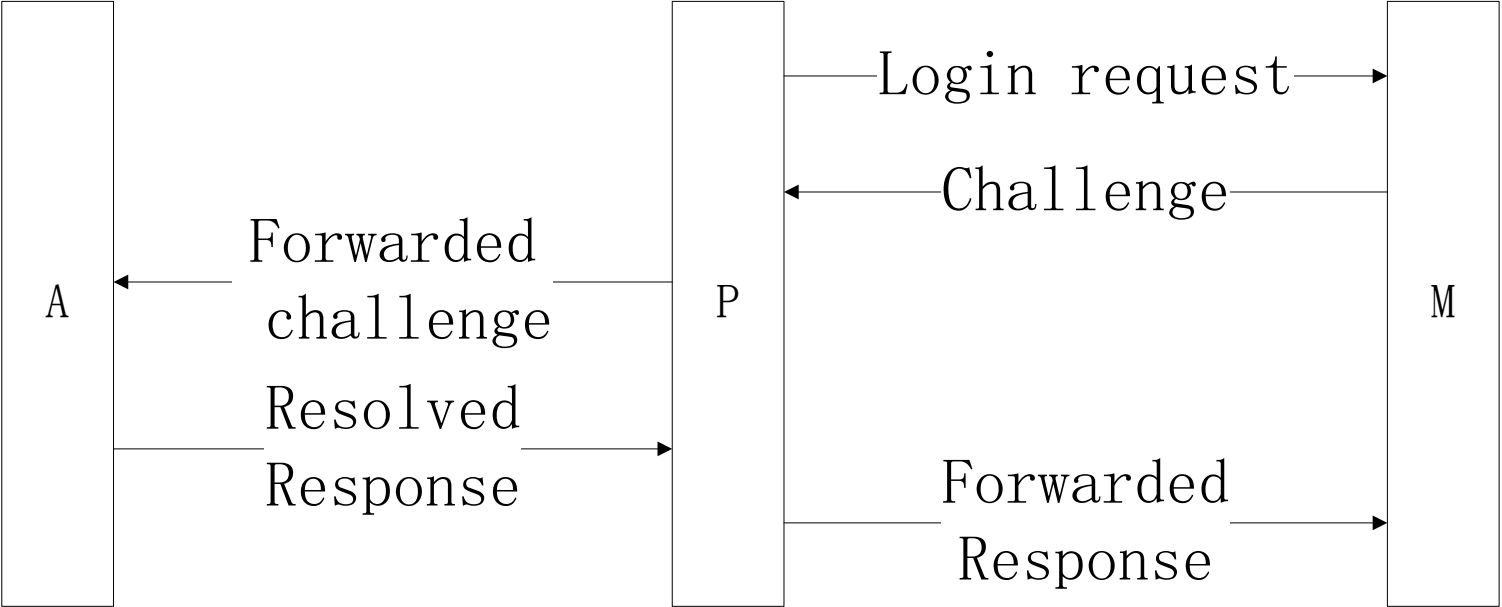 Login request
Challenge
Forwarded
challenge
A
P
M
Resolved
Response
Forwarded
Response